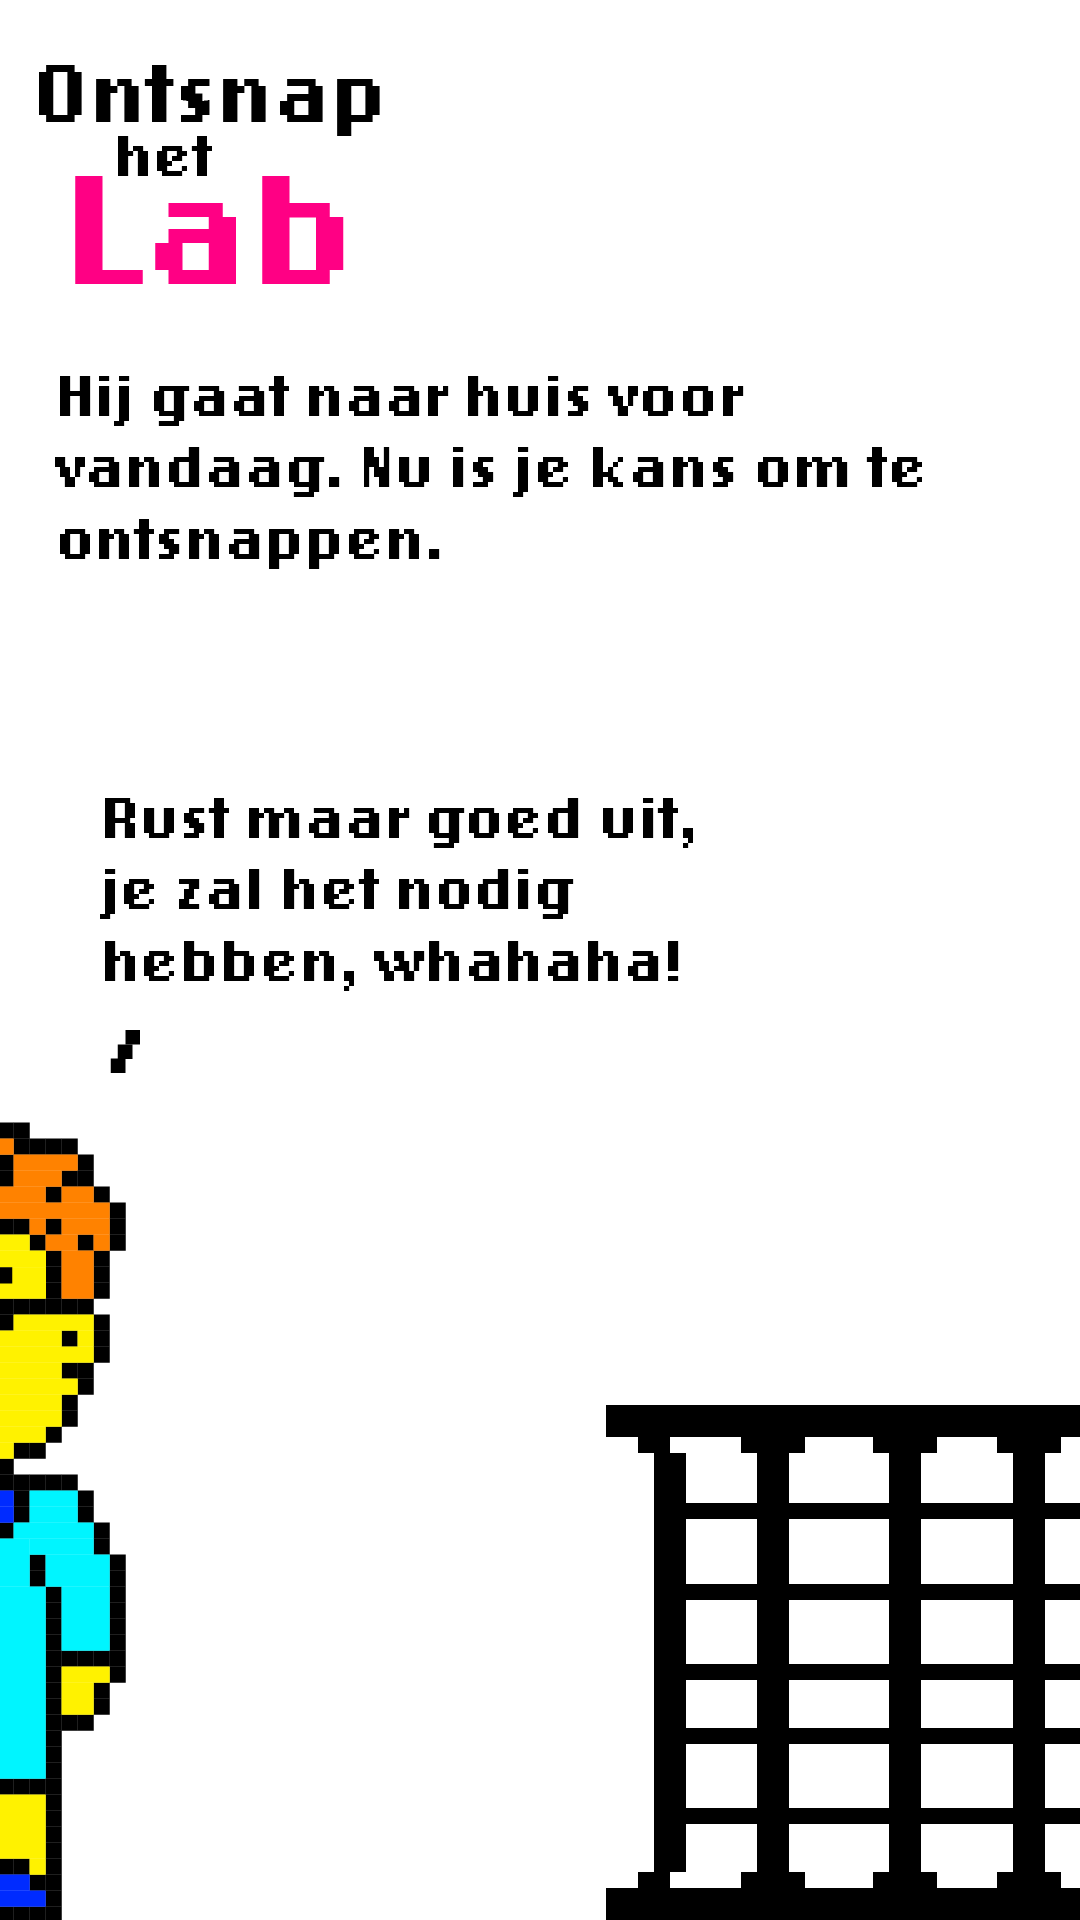 Ontsnap
het
Lab
Hij gaat naar huis voor
vandaag. Nu is je kans om te
ontsnappen.
Rust maar goed uit,
je zal het nodig
hebben, whahaha!